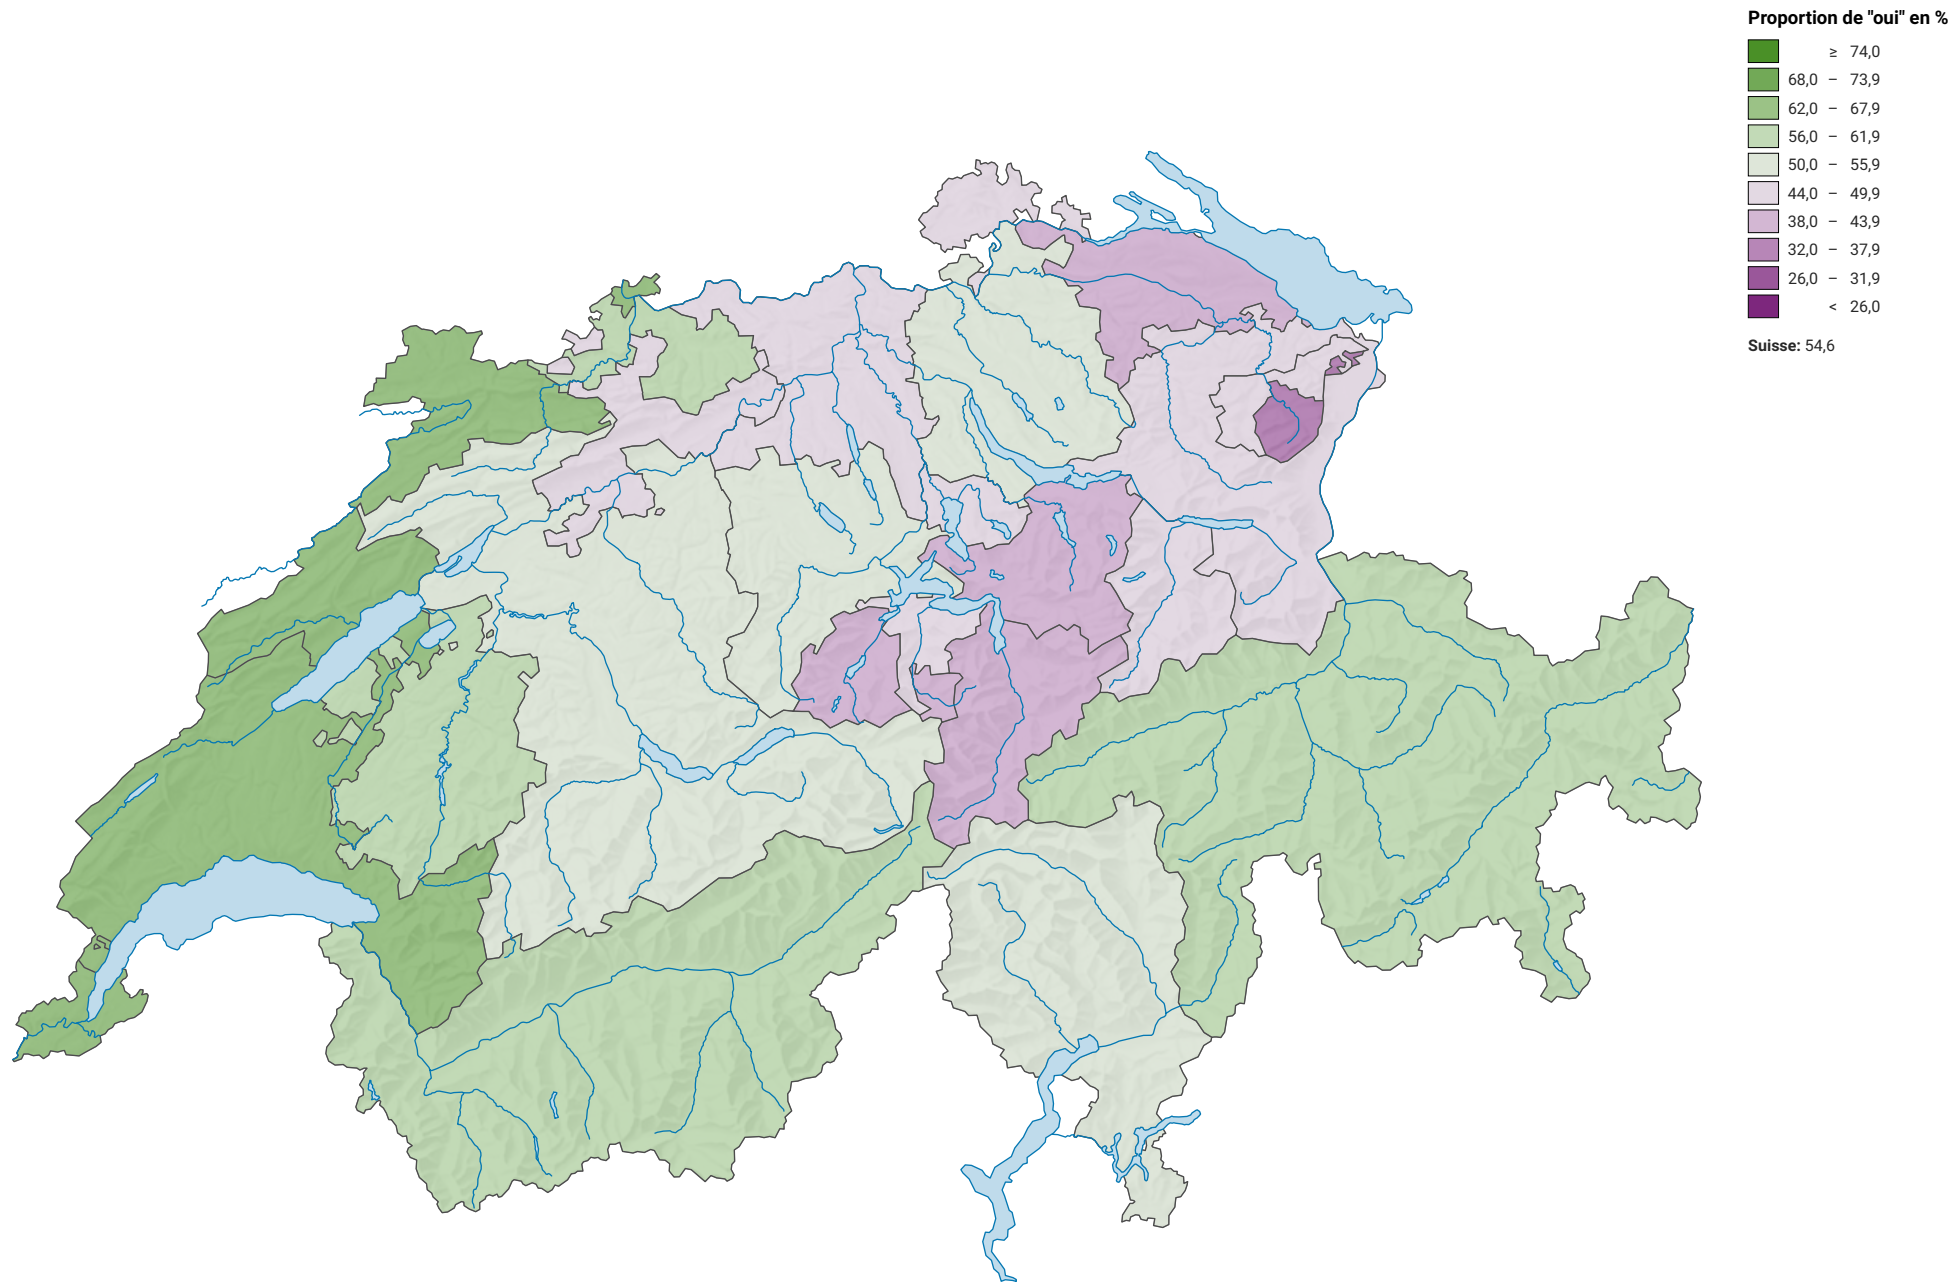 Proportion de "oui" en %
≥ 74,0
68,0 – 73,9
62,0 – 67,9
56,0 – 61,9
50,0 – 55,9
44,0 – 49,9
38,0 – 43,9
32,0 – 37,9
26,0 – 31,9
< 26,0
Suisse: 54,6